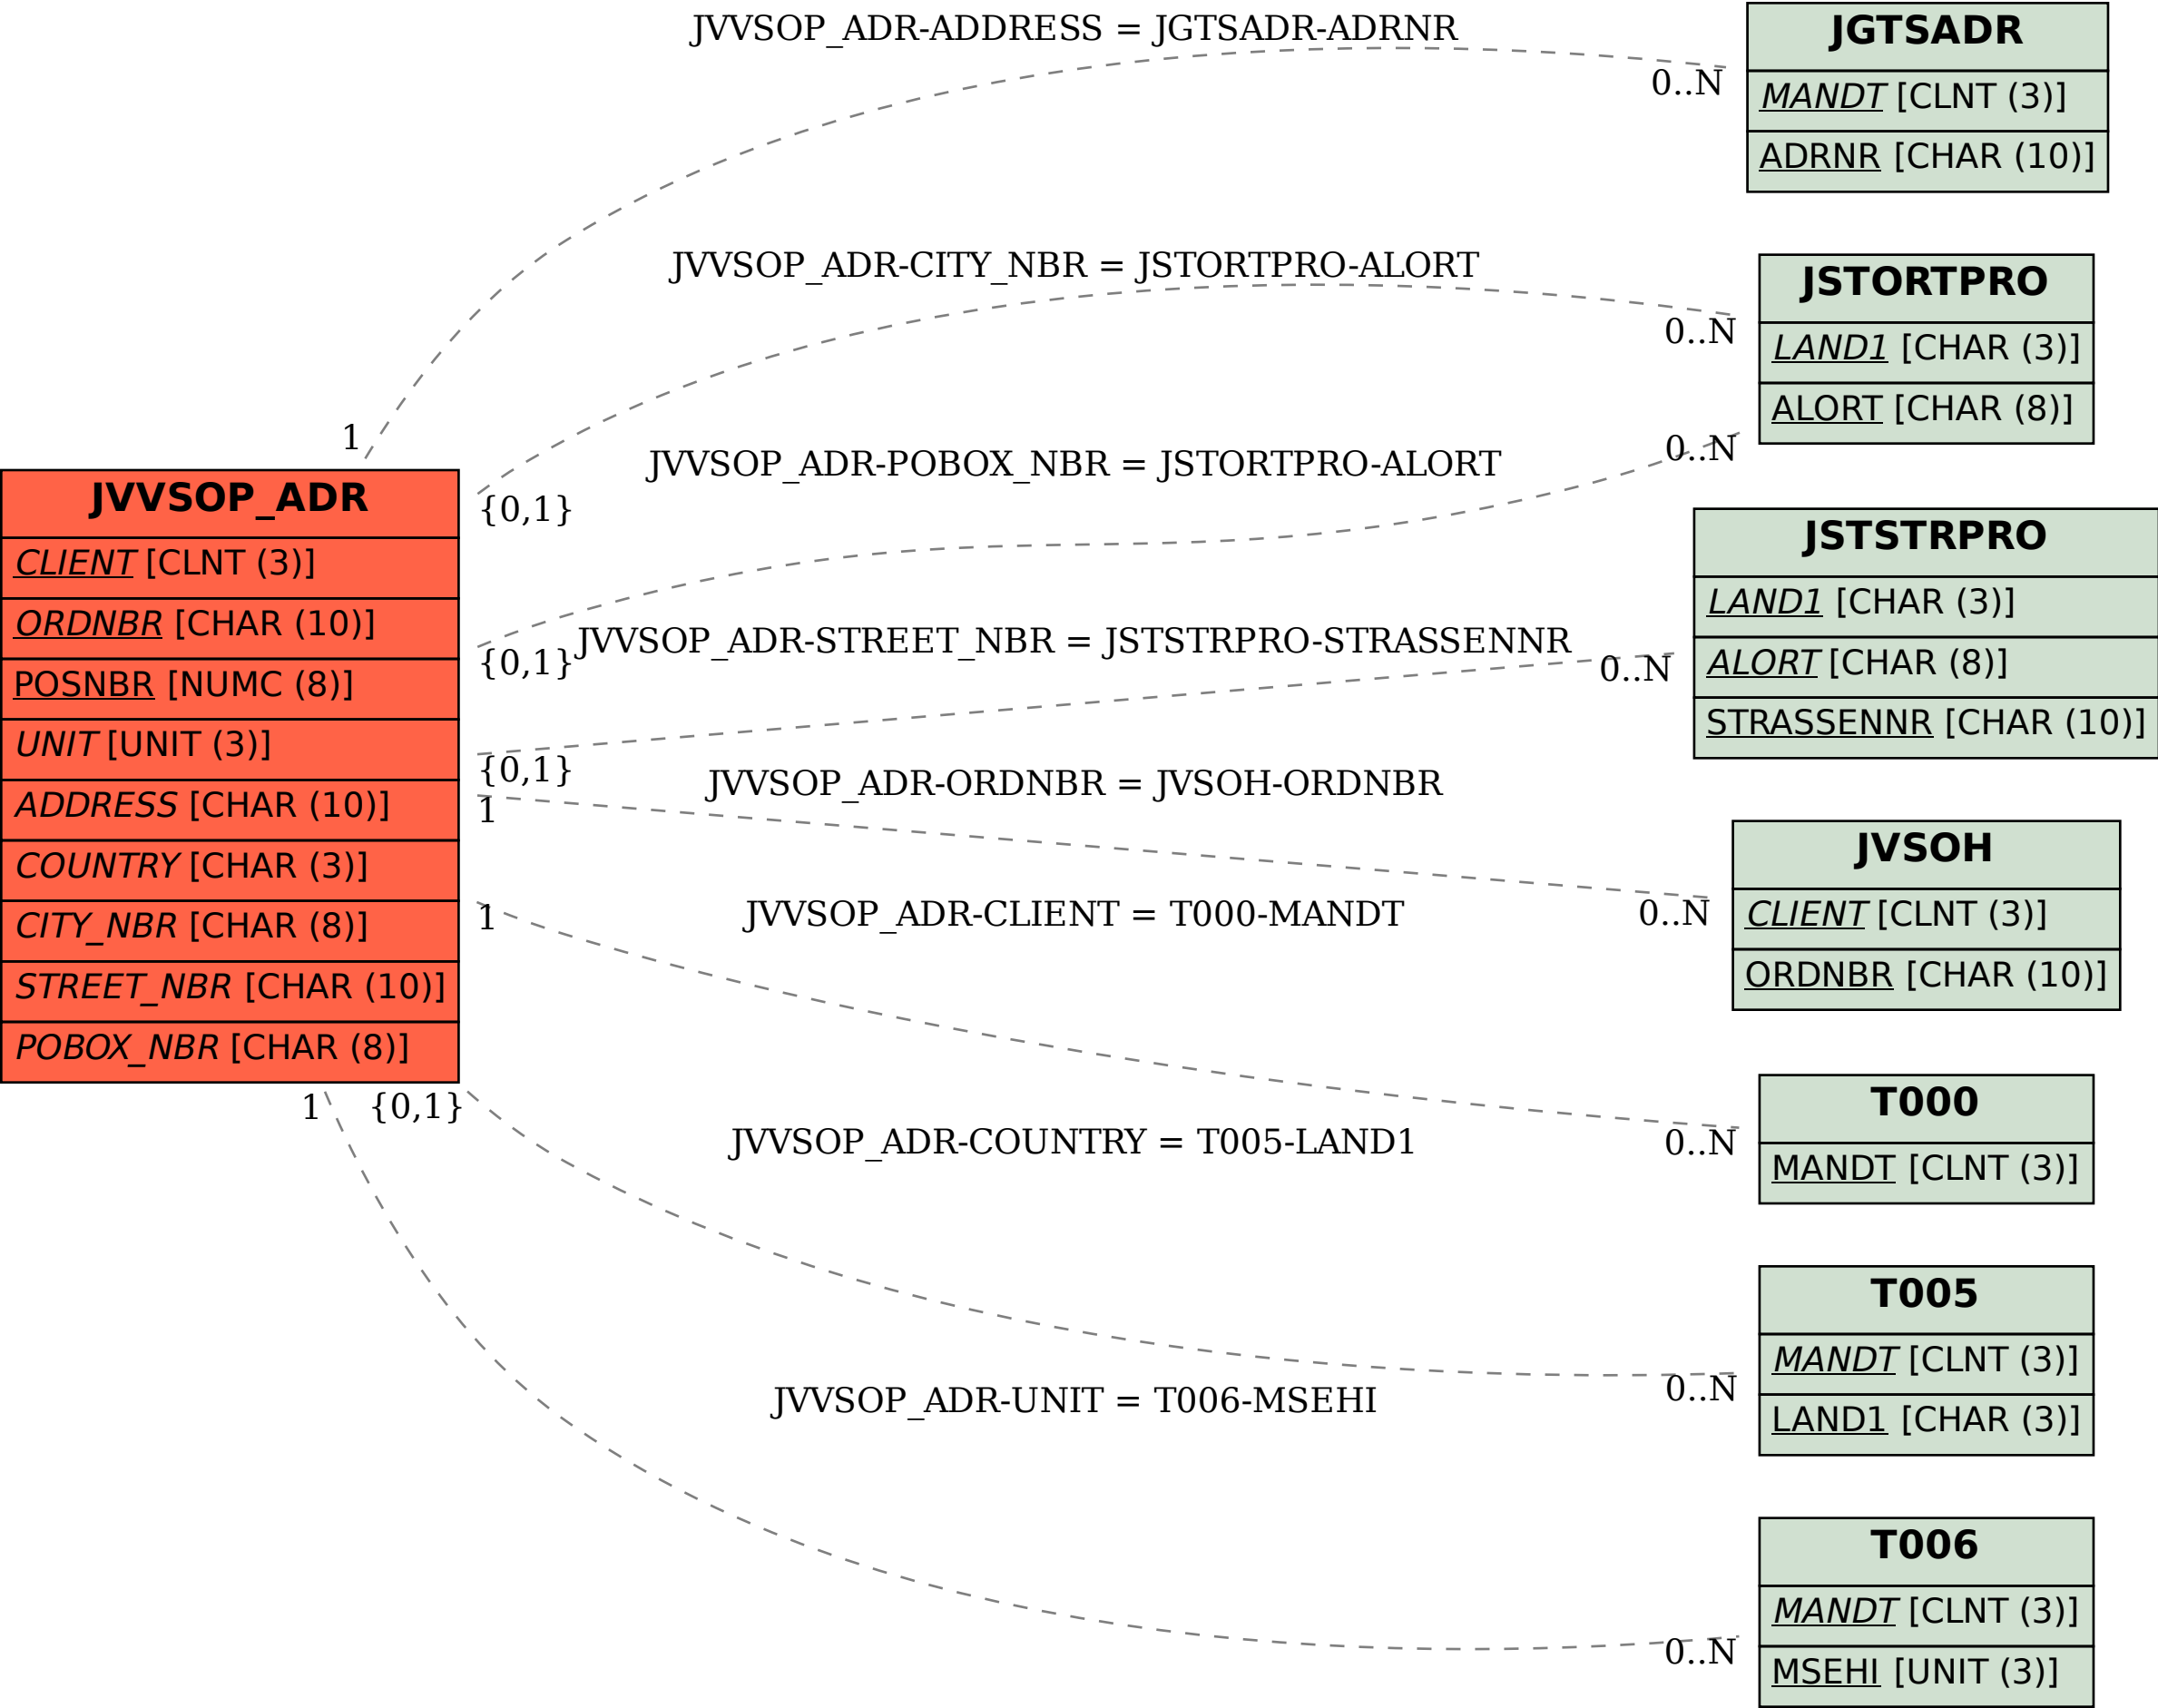 JVVSOP_ADR-ADDRESS = JGTSADR-ADRNR
0..N
1
JGTSADR
MANDT [CLNT (3)]
ADRNR [CHAR (10)]
JVVSOP_ADR-CITY_NBR = JSTORTPRO-ALORT
0..N
{0,1}
JSTORTPRO
LAND1 [CHAR (3)]
ALORT [CHAR (8)]
JVVSOP_ADR-POBOX_NBR = JSTORTPRO-ALORT
0..N
{0,1}
JVVSOP_ADR
CLIENT [CLNT (3)]
ORDNBR [CHAR (10)]
POSNBR [NUMC (8)]
UNIT [UNIT (3)]
ADDRESS [CHAR (10)]
COUNTRY [CHAR (3)]
CITY_NBR [CHAR (8)]
STREET_NBR [CHAR (10)]
POBOX_NBR [CHAR (8)]
JVVSOP_ADR-STREET_NBR = JSTSTRPRO-STRASSENNR
0..N
{0,1}
JSTSTRPRO
LAND1 [CHAR (3)]
ALORT [CHAR (8)]
STRASSENNR [CHAR (10)]
JVVSOP_ADR-ORDNBR = JVSOH-ORDNBR
1
0..N
JVSOH
CLIENT [CLNT (3)]
ORDNBR [CHAR (10)]
JVVSOP_ADR-CLIENT = T000-MANDT
1
0..N
T000
MANDT [CLNT (3)]
JVVSOP_ADR-COUNTRY = T005-LAND1
{0,1}
0..N
T005
MANDT [CLNT (3)]
LAND1 [CHAR (3)]
JVVSOP_ADR-UNIT = T006-MSEHI
1
0..N
T006
MANDT [CLNT (3)]
MSEHI [UNIT (3)]